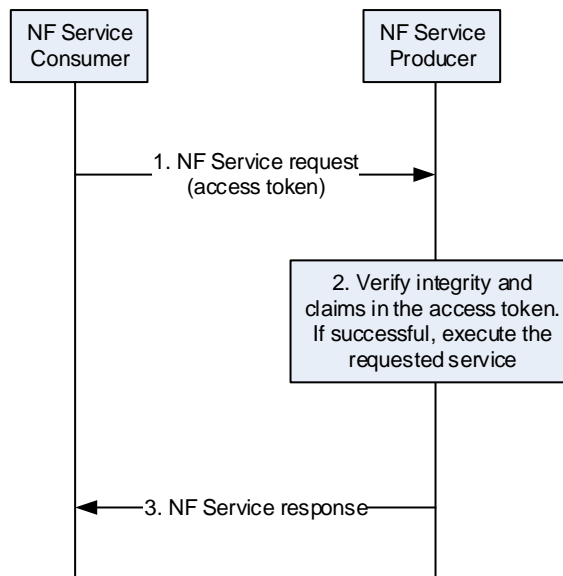 NF Service
Consumer
NF Service
Producer
1. NF Service request
(access token)
2. Verify integrity and
claims in the access token.
If successful, execute the
requested service
3. NF Service response